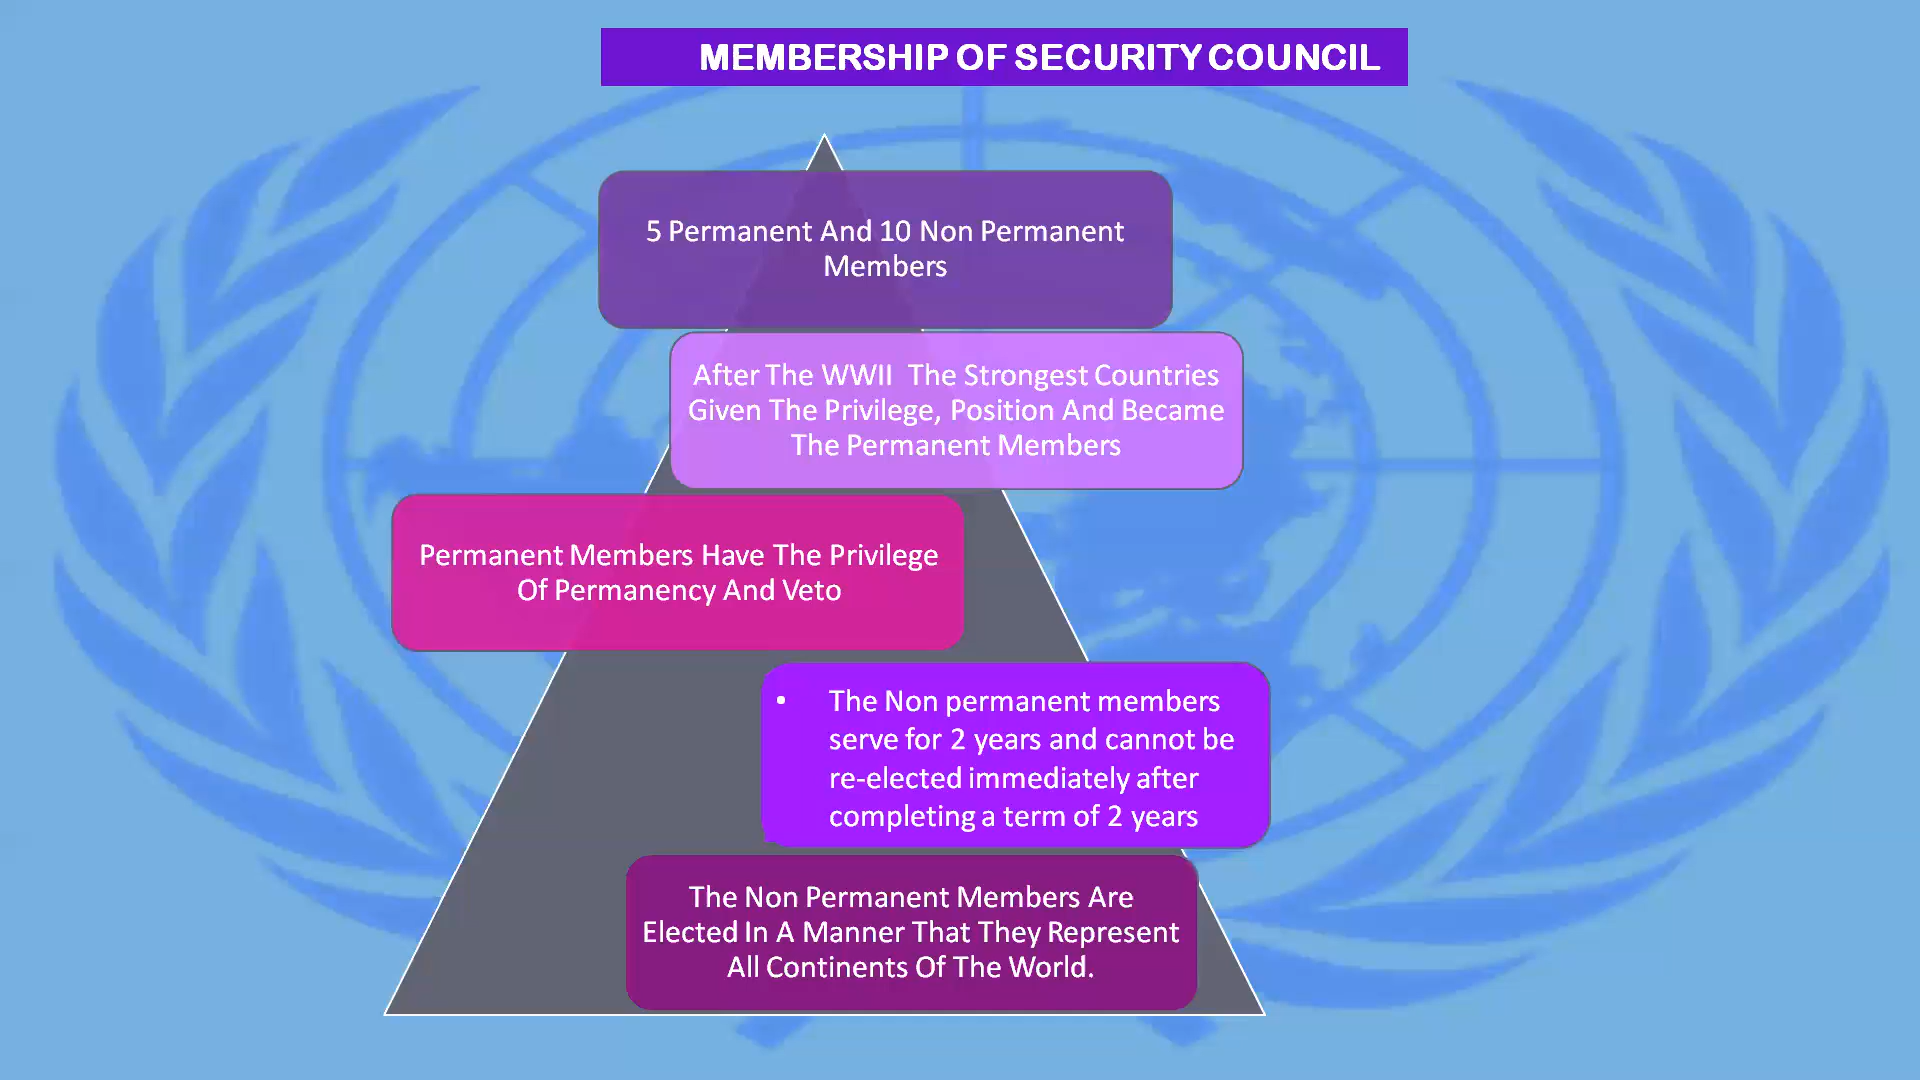 MEMBERSHIP OF SECURITY COUNCIL
5 Permanent And 10 Non Permanent
Members
After The WWII The Strongest Countries
Given The Privilege, Position And Became
The Permanent Members
Permanent Members Have The Privilege
Of Permanency And Veto
• The Non permanent members
serve for 2 years and cannot be
re-elected immediately after
completing a term of 2 years
The Non Permanent Members Are
Elected In A Manner That They Represent
All Continents Of The World.